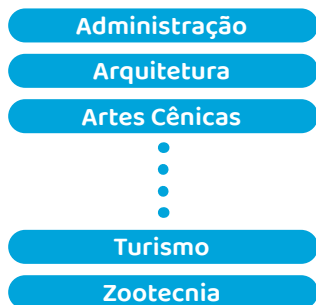 Administração
Arquitetura
Artes Cênicas
Turismo
Zootecnia